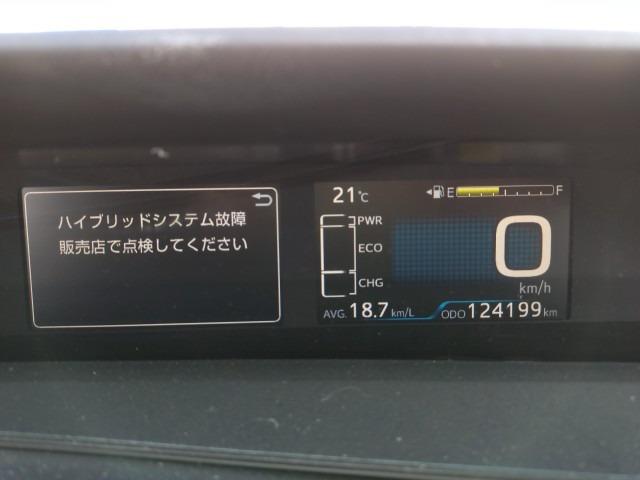 ハイブリッドシステム故障
販売店で点検してください
21℃
E F
PWR
ECO
CHG
0
km/h
AVG. 18.7 km/L
ODO 124199 km